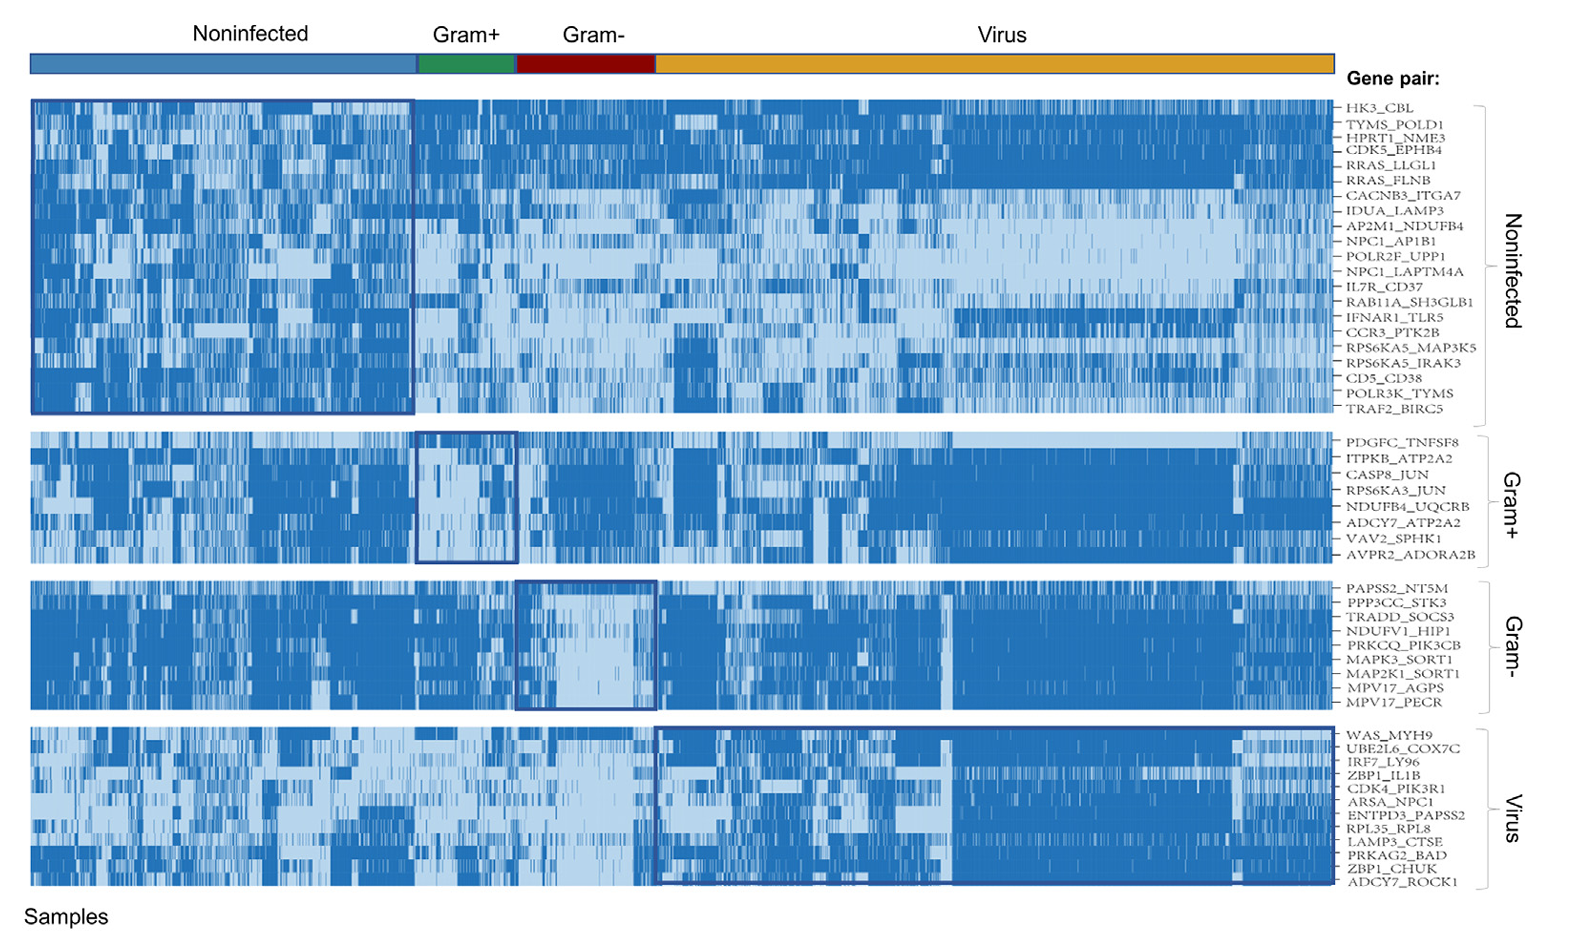 Noninfected Gram+ Gram- Virus
Gene pair:
HK3_CBL
TYMS_POLD1
HPRT1_NME3
CDK5_EPHB4
RRAS_LLGL1
RRAS_FLNB
CACNB3_ITGA7
IDUA_LAMP3
AP2M1_NDUFB4
NPC1_AP1B1
POLR2F_UPP1
NPC1_LAPTM4A
IL7R_CD37
RAB11A_SH3GLB1
IFNAR1_TLR5
CCR3_PTK2B
RPS6KA5_MAP3K5
RPS6KA5_IRAK3
CD5_CD38
POLR3K_TYMS
TRAF2_BIRC5
Noninfected
PDGFC_TNFSF8
ITPKB_ATP2A2
CASP8_JUN
RPS6KA3_JUN
NDUFB4_UQCRB
ADCY7_ATP2A2
VAV2_SPHK1
AVPR2_ADORA2B
Gram+
PAPSS2_NT5M
PPP3CC_STK3
TRADD_SOCS3
NDUFV1_HIP1
PRKCQ_PIK3CB
MAPK3_SORT1
MAP2K1_SORT1
MPV17_AGPS
MPV17_PECR
Gram-
WAS_MYH9
UBE2L6_COX7C
IRF7_LY96
ZBP1_IL1B
CDK4_PIK3R1
ARSA_NPC1
ENTPD3_PAPSS2
RPL35_RPL8
LAMP3_CTSE
PRKAG2_BAD
ZBP1_CHUK
ADCY7_ROCK1
Virus
Samples